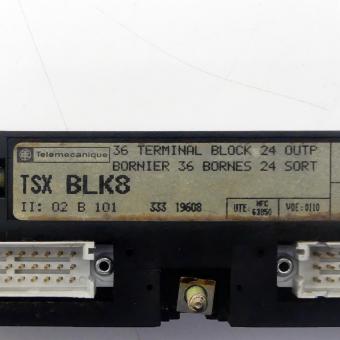 Telemecanique
36 TERMINAL BLOCK 24 OUTP
BORNIER 36 BORNES 24 SORT
TSX BLK8
II: 02 B 101 333 19608
UTE: NFC 63850
VDE: 0110